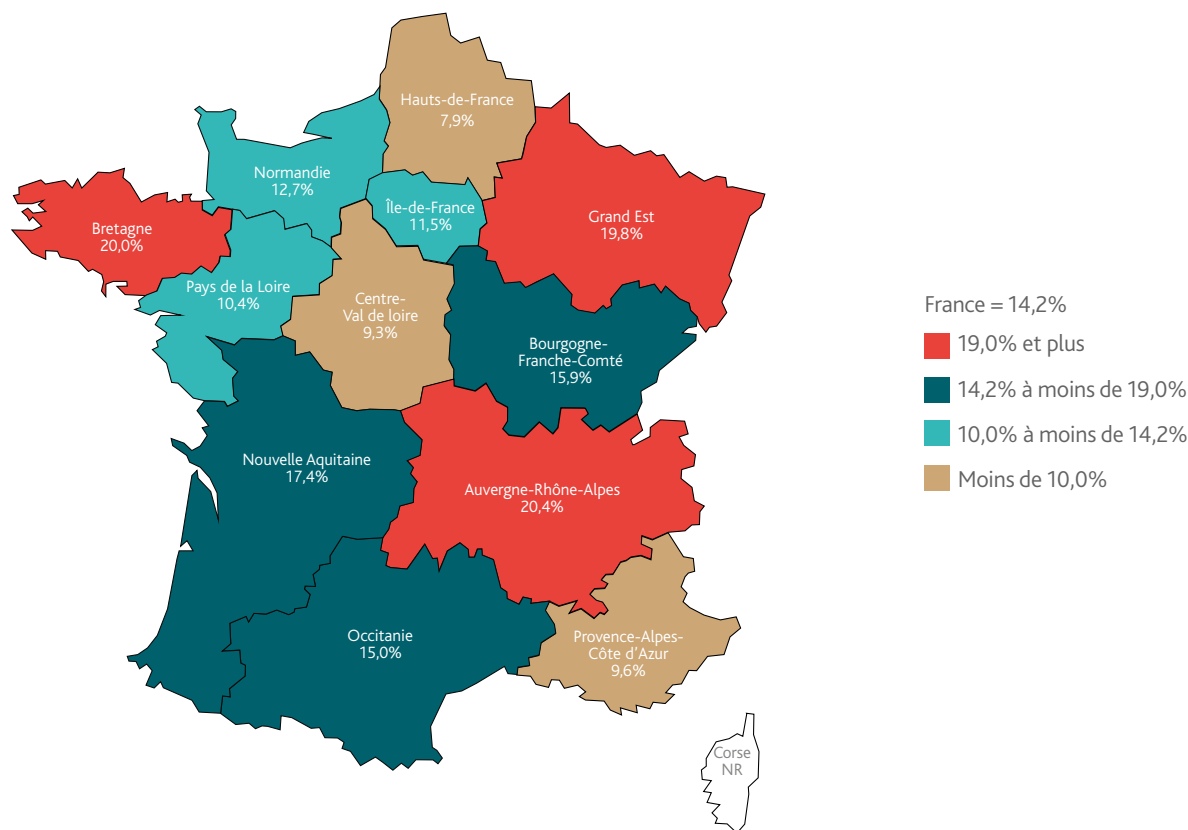 Hauts-de-France
7,9%
Normandie
12,7%
Île-de-France
11,5%
Grand Est
19,8%
Bretagne
20,0%
Pays de la Loire
10,4%
Centre-
Val de loire
9,3%
Bourgogne-
Franche-Comté
15,9%
Nouvelle Aquitaine
17,4%
Auvergne-Rhône-Alpes
20,4%
Occitanie
15,0%
Provence-Alpes-
Côte d'Azur
9,6%
Corse
NR
France = 14,2%
19,0% et plus
14,2% à moins de 19,0%
10,0% à moins de 14,2%
Moins de 10,0%